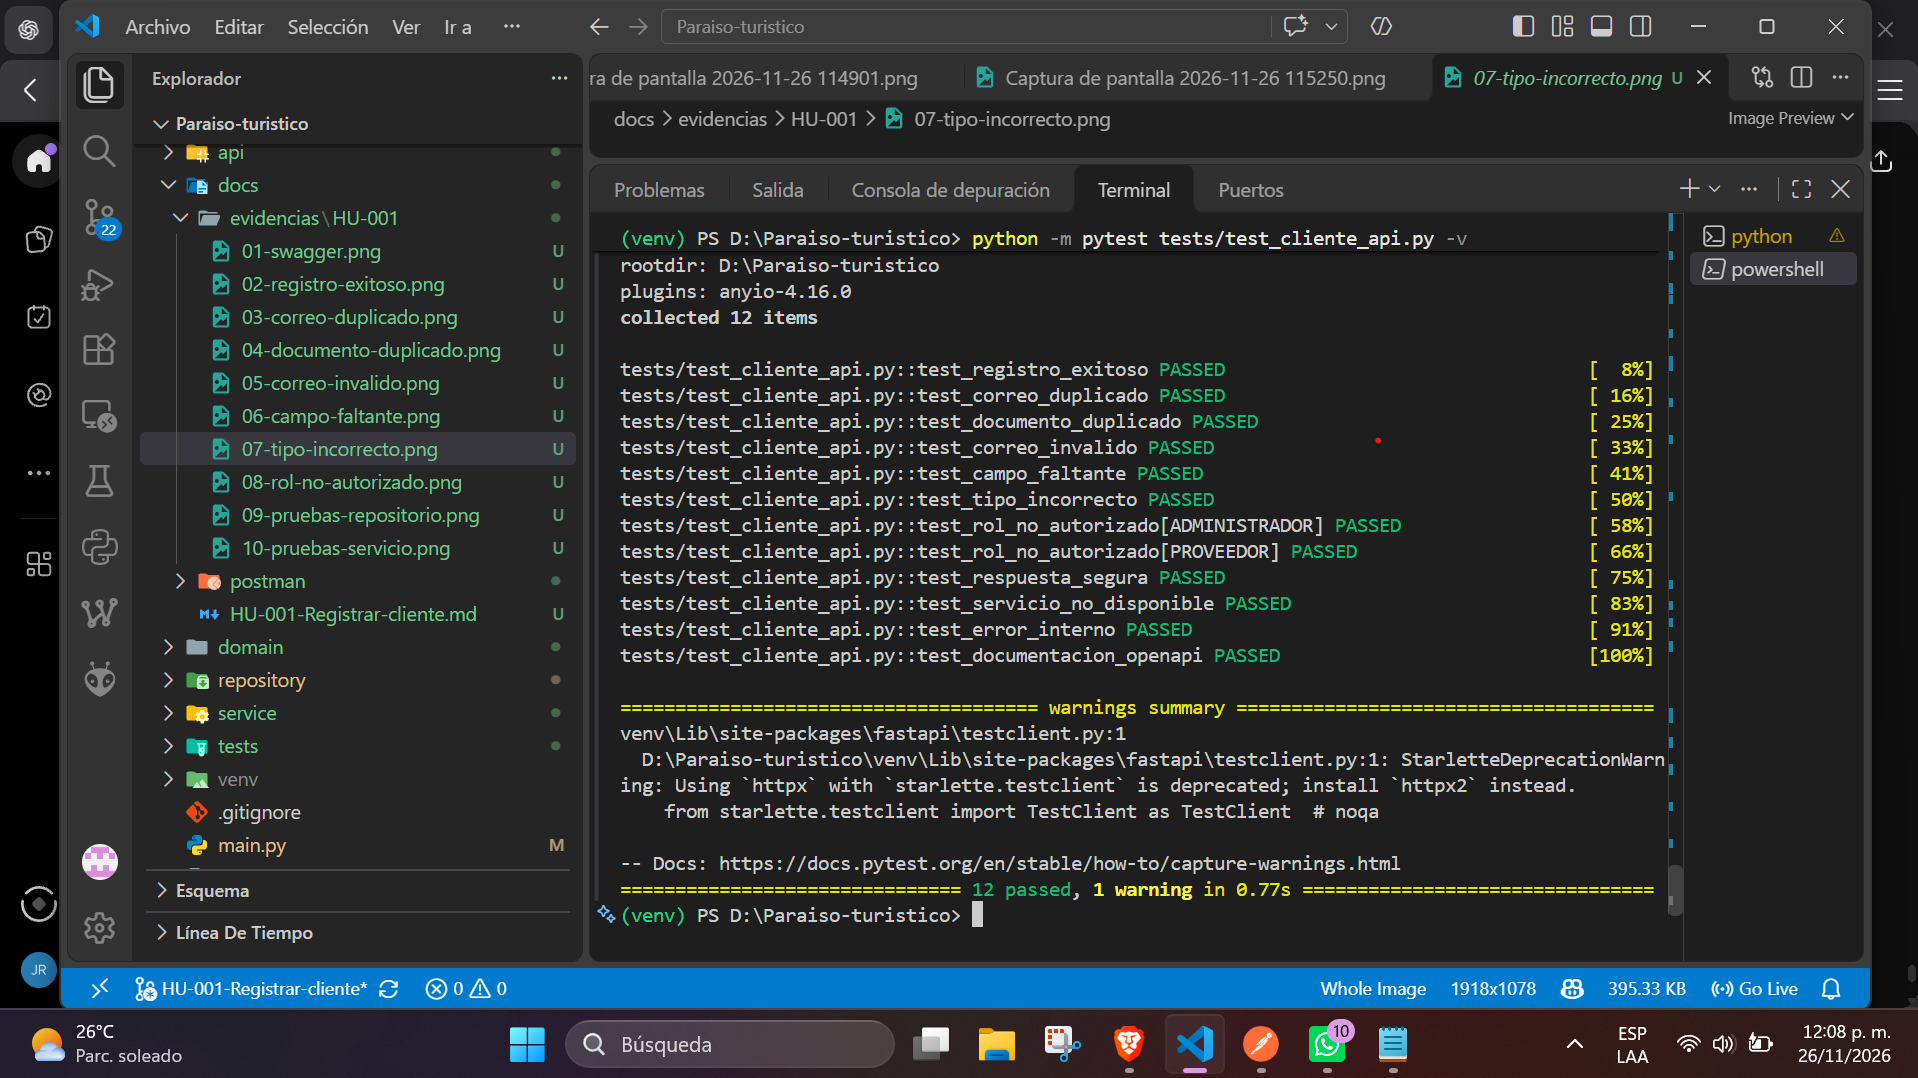 Archivo Editar Selección Ver Ir a ···
Paraiso-turistico
Explorador ···
Paraiso-turistico
api
docs
evidencias\HU-001
01-swagger.png U
02-registro-exitoso.png U
03-correo-duplicado.png U
04-documento-duplicado.png U
05-correo-invalido.png U
06-campo-faltante.png U
07-tipo-incorrecto.png U
08-rol-no-autorizado.png U
09-pruebas-repositorio.png U
10-pruebas-servicio.png U
postman
HU-001-Registrar-cliente.md U
domain
repository
service
tests
venv
.gitignore
main.py M
Esquema
Línea De Tiempo
22
JR
ra de pantalla 2026-11-26 114901.png
Captura de pantalla 2026-11-26 115250.png
07-tipo-incorrecto.png U
docs > evidencias > HU-001 > 07-tipo-incorrecto.png
Image Preview
Problemas Salida Consola de depuración Terminal Puertos
python
powershell
(venv) PS D:\Paraiso-turistico> python -m pytest tests/test_cliente_api.py -v
rootdir: D:\Paraiso-turistico
plugins: anyio-4.16.0
collected 12 items
tests/test_cliente_api.py::test_registro_exitoso PASSED [  8%]
tests/test_cliente_api.py::test_correo_duplicado PASSED [ 16%]
tests/test_cliente_api.py::test_documento_duplicado PASSED [ 25%]
tests/test_cliente_api.py::test_correo_invalido PASSED [ 33%]
tests/test_cliente_api.py::test_campo_faltante PASSED [ 41%]
tests/test_cliente_api.py::test_tipo_incorrecto PASSED [ 50%]
tests/test_cliente_api.py::test_rol_no_autorizado[ADMINISTRADOR] PASSED [ 58%]
tests/test_cliente_api.py::test_rol_no_autorizado[PROVEEDOR] PASSED [ 66%]
tests/test_cliente_api.py::test_respuesta_segura PASSED [ 75%]
tests/test_cliente_api.py::test_servicio_no_disponible PASSED [ 83%]
tests/test_cliente_api.py::test_error_interno PASSED [ 91%]
tests/test_cliente_api.py::test_documentacion_openapi PASSED [100%]
====================================== warnings summary ======================================
venv\Lib\site-packages\fastapi\testclient.py:1
  D:\Paraiso-turistico\venv\Lib\site-packages\fastapi\testclient.py:1: StarletteDeprecationWarn
ing: Using `httpx` with `starlette.testclient` is deprecated; install `httpx2` instead.
    from starlette.testclient import TestClient as TestClient  # noqa
-- Docs: https://docs.pytest.org/en/stable/how-to/capture-warnings.html
=============================== 12 passed, 1 warning in 0.77s ================================
(venv) PS D:\Paraiso-turistico>
HU-001-Registrar-cliente* 0 0
Whole Image 1918x1078 395.33 KB Go Live
26°C
Parc. soleado
Búsqueda
10
ESP
LAA
12:08 p. m.
26/11/2026